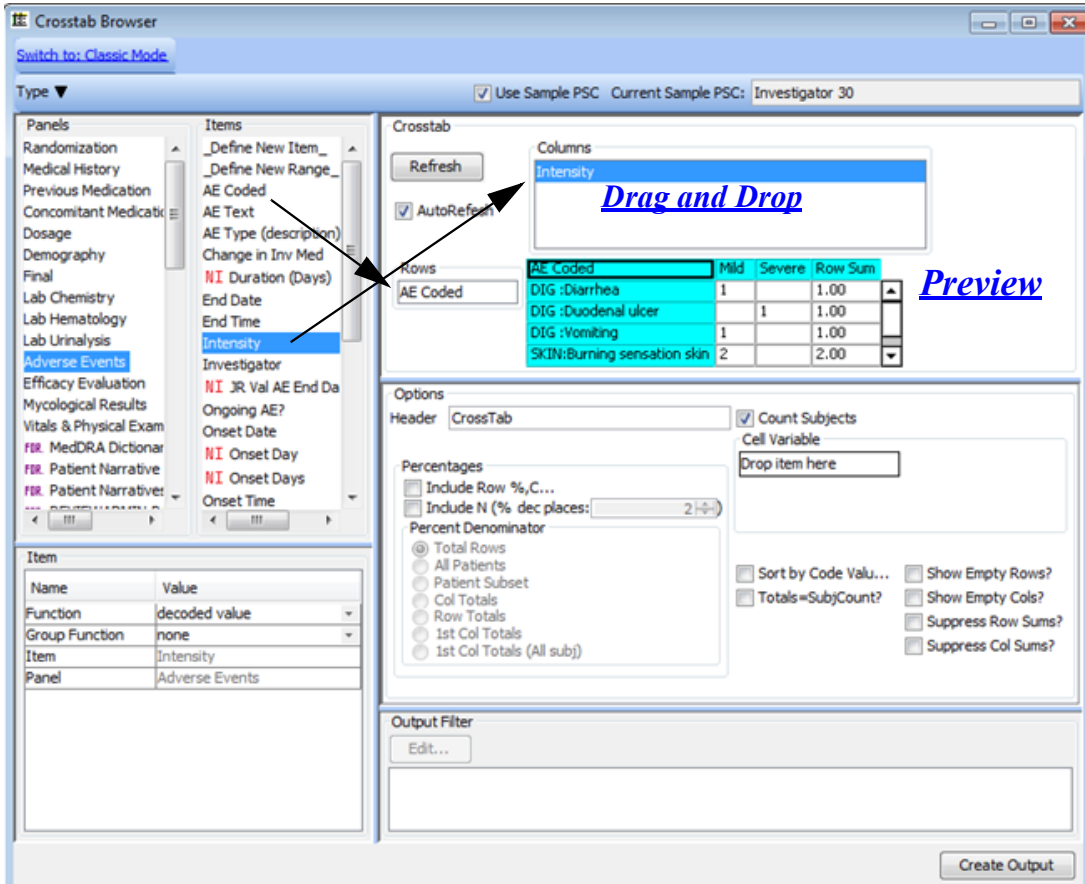 Crosstab Browser
Switch to: Classic Mode
Type ▼
Use Sample PSC Current Sample PSC: Investigator 30
Panels
Randomization
Medical History
Previous Medication
Concomitant Medicatic
Dosage
Demography
Final
Lab Chemistry
Lab Hematology
Lab Urinalysis
Adverse Events
Efficacy Evaluation
Mycological Results
Vitals & Physical Exam
FDR. MedDRA Dictionar
FDR. Patient Narrative
FDR. Patient Narratives
Items
_Define New Item_
_Define New Range_
AE Coded
AE Text
AE Type (description)
Change in Inv Med
NI Duration (Days)
End Date
End Time
Intensity
Investigator
NI JR Val AE End Da
Ongoing AE?
Onset Date
NI Onset Day
NI Onset Days
Onset Time
Crosstab
Refresh
AutoRefesh
Columns
Intensity
Drag and Drop
Rows
AE Coded
AE Coded Mild Severe Row Sum
DIG :Diarrhea 1 1.00
DIG :Duodenal ulcer 1 1.00
DIG :Vomiting 1 1.00
SKIN:Burning sensation skin 2 2.00
Preview
Options
Header CrossTab
Count Subjects
Cell Variable
Drop item here
Percentages
Include Row %,C...
Include N (% dec places: 2 )
Percent Denominator
Total Rows
All Patients
Patient Subset
Col Totals
Row Totals
1st Col Totals
1st Col Totals (All subj)
Sort by Code Valu...
Totals=SubjCount?
Show Empty Rows?
Show Empty Cols?
Suppress Row Sums?
Suppress Col Sums?
Item
Name Value
Function decoded value
Group Function none
Item Intensity
Panel Adverse Events
Output Filter
Edit...
Create Output